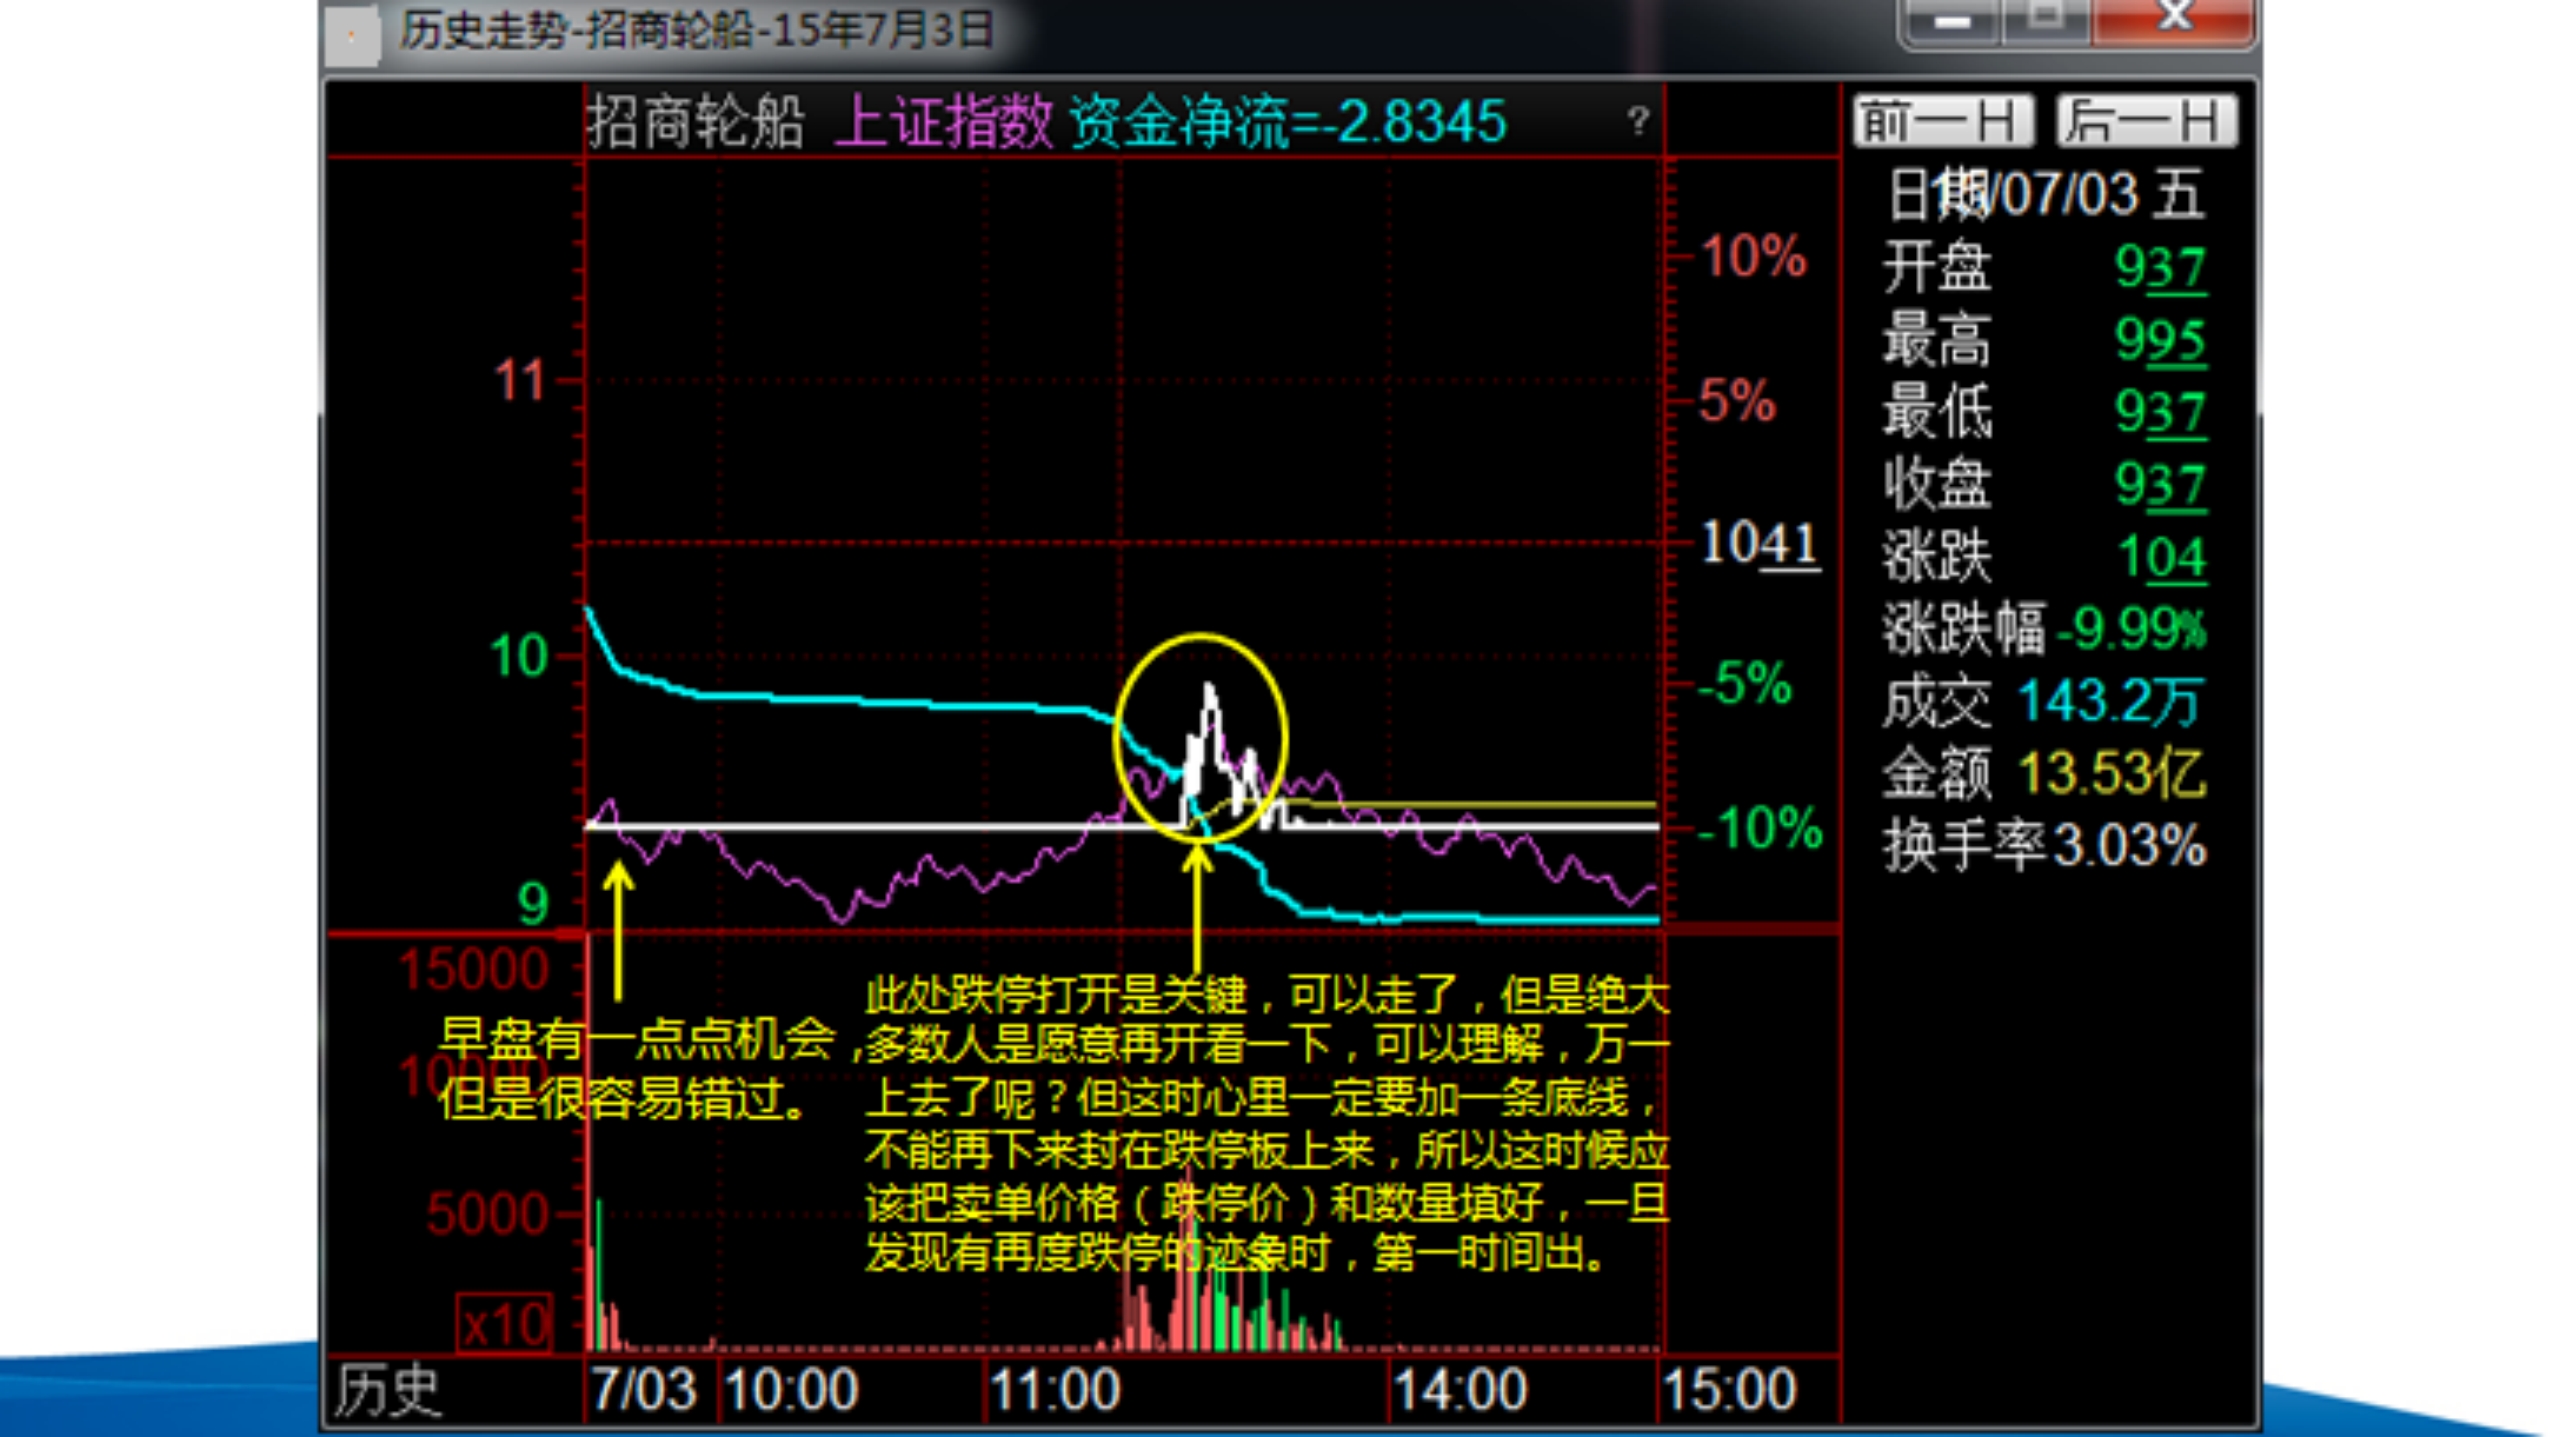 历史走势-招商轮船-15年7月3日
招商轮船 上证指数 资金净流=-2.8345 ?
前一日 后一日
日期 15/07/03 五
开盘 937
最高 995
最低 937
收盘 937
涨跌 104
涨跌幅 -9.99%
成交 143.2万
金额 13.53亿
换手率 3.03%
11
10
9
10%
5%
1041
-5%
-10%
15000
10000
5000
x10
早盘有一点点机会，
但是很容易错过。
此处跌停打开是关键，可以走了，但是绝大
多数人是愿意再开看一下，可以理解，万一
上去了呢？但这时心里一定要加一条底线，
不能再下来封在跌停板上来，所以这时候应
该把卖单价格（跌停价）和数量填好，一旦
发现有再度跌停的迹象时，第一时间出。
历史 7/03 10:00 11:00 14:00 15:00